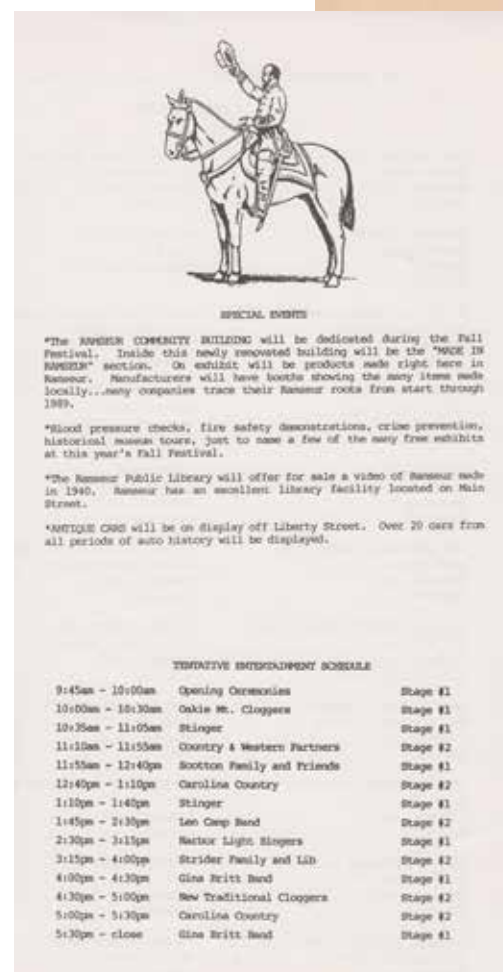 SPECIAL EVENTS
*The RAMSEUR COMMUNITY BUILDING will be dedicated during the Fall
Festival. Inside this newly renovated building will be the "MADE IN
RAMSEUR" section. On exhibit will be products made right here in
Ramseur. Manufacturers will have booths showing the many items made
locally...many companies trace their Ramseur roots from start through
1989.
*Blood pressure checks, fire safety demonstrations, crime prevention,
historical museum tours, just to name a few of the many free exhibits
at this year's Fall Festival.
*The Ramseur Public Library will offer for sale a video of Ramseur made
in 1940. Ramseur has an excellent library facility located on Main
Street.
*ANTIQUE CARS will be on display off Liberty Street. Over 20 cars from
all periods of auto history will be displayed.
TENTATIVE ENTERTAINMENT SCHEDULE
9:45am - 10:00am Opening Ceremonies Stage #1
10:00am - 10:30am Oakie Mt. Cloggers Stage #1
10:35am - 11:05am Stinger Stage #1
11:10am - 11:55am Country & Western Partners Stage #2
11:55am - 12:40pm Scotton Family and Friends Stage #1
12:40pm - 1:10pm Carolina Country Stage #2
1:10pm - 1:40pm Stinger Stage #1
1:45pm - 2:30pm Len Camp Band Stage #2
2:30pm - 3:15pm Harbor Light Singers Stage #1
3:15pm - 4:00pm Strider Family and Lib Stage #2
4:00pm - 4:30pm Gina Britt Band Stage #1
4:30pm - 5:00pm New Traditional Cloggers Stage #2
5:00pm - 5:30pm Carolina Country Stage #2
5:30pm - close Gina Britt Band Stage #1